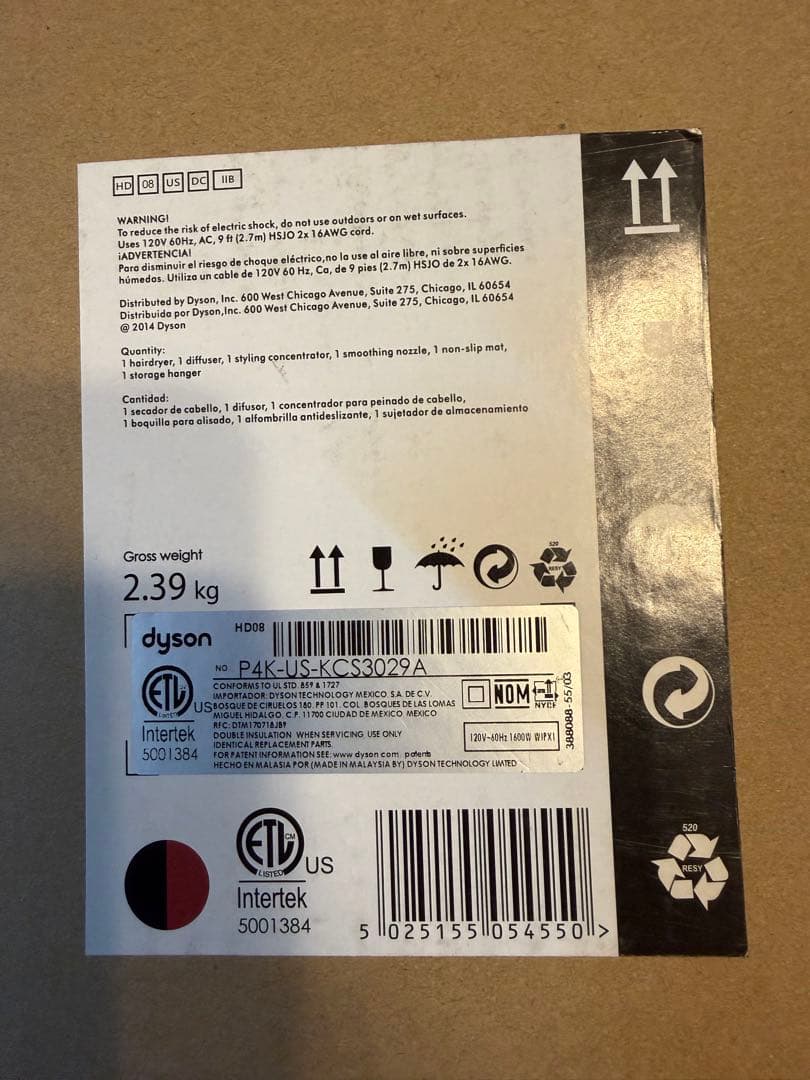 HD 08 US DC IIB
WARNING!
To reduce the risk of electric shock, do not use outdoors or on wet surfaces.
Uses 120V 60Hz, AC, 9 ft (2.7m) HSJO 2x 16AWG cord.
¡ADVERTENCIA!
Para disminuir el riesgo de choque eléctrico,no la use al aire libre, ni sobre superficies
húmedas. Utiliza un cable de 120V 60 Hz, Ca, de 9 pies (2.7m) HSJO de 2x 16AWG.
Distributed by Dyson, Inc. 600 West Chicago Avenue, Suite 275, Chicago, IL 60654
Distribuida por Dyson,Inc. 600 West Chicago Avenue, Suite 275, Chicago, IL 60654
@ 2014 Dyson
Quantity:
1 hairdryer, 1 diffuser, 1 styling concentrator, 1 smoothing nozzle, 1 non-slip mat,
1 storage hanger
Cantidad:
1 secador de cabello, 1 difusor, 1 concentrador para peinado de cabello,
1 boquilla para alisado, 1 alfombrilla antideslizante, 1 sujetador de almacenamiento
Gross weight
2.39 kg
520
RESY
dyson
HD08
NO P4K-US-KCS3029A
CONFORMS TO UL STD. 859 & 1727
IMPORTADOR: DYSON TECHNOLOGY MEXICO. S.A. DE C.V.
BOSQUE DE CIRUELOS 180. PP 101. COL. BOSQUES DE LAS LOMAS
MIGUEL HIDALGO, C.P. 11700 CIUDAD DE MEXICO MEXICO
RFC: DTM170718JB9
DOUBLE INSULATION WHEN SERVICING USE ONLY
IDENTICAL REPLACEMENT PARTS.
FOR PATENT INFORMATION SEE: www dyson com patents
HECHO EN MALASIA POR (MADE IN MALAYSIA BY) DYSON TECHNOLOGY LIMITED
ETL
LISTED
US
Intertek
5001384
NOM
NYCE
120V~60Hz 1600W WIPX1
388088-55/03
ETL CM
LISTED
US
Intertek
5001384
5 025155 054550 >
520
RESY